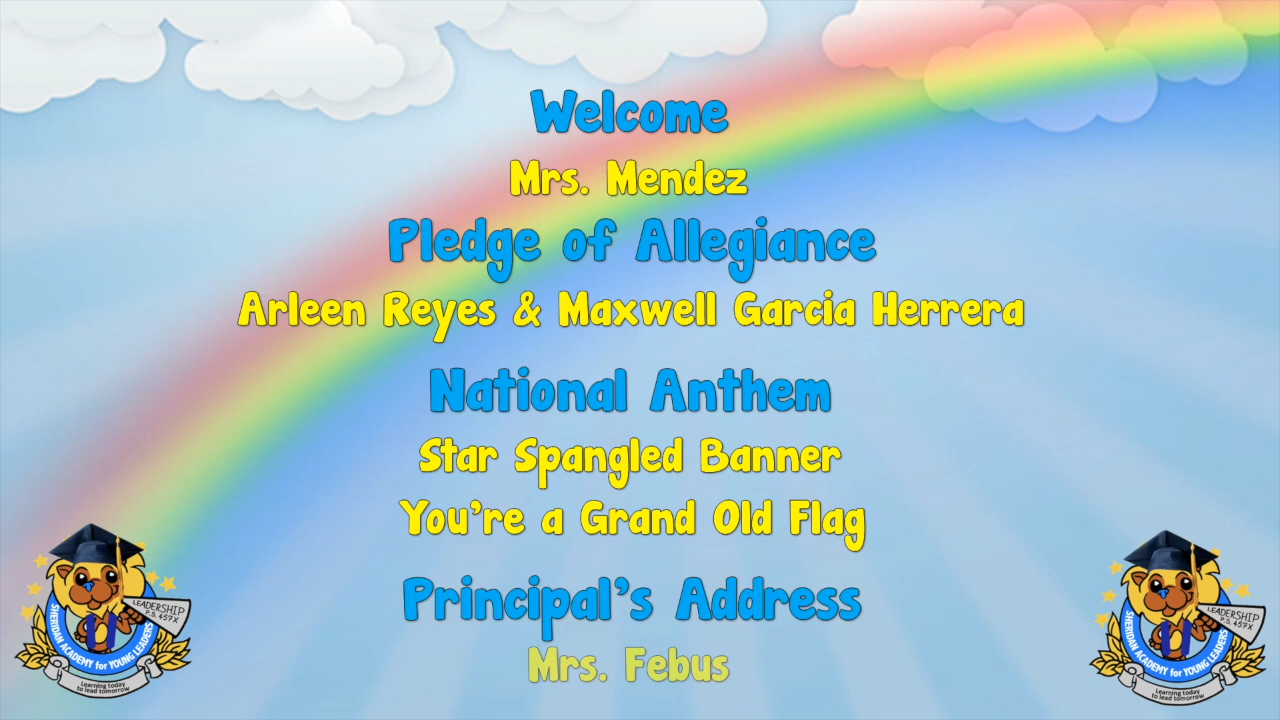 Welcome
Mrs. Mendez
Pledge of Allegiance
Arleen Reyes & Maxwell Garcia Herrera
National Anthem
Star Spangled Banner
You're a Grand Old Flag
Principal's Address
Mrs. Febus
LEADERSHIP
P.S. 457X
SHERIDAN ACADEMY for YOUNG LEADERS
Learning today
to lead tomorrow
LEADERSHIP
P.S. 457X
SHERIDAN ACADEMY for YOUNG LEADERS
Learning today
to lead tomorrow